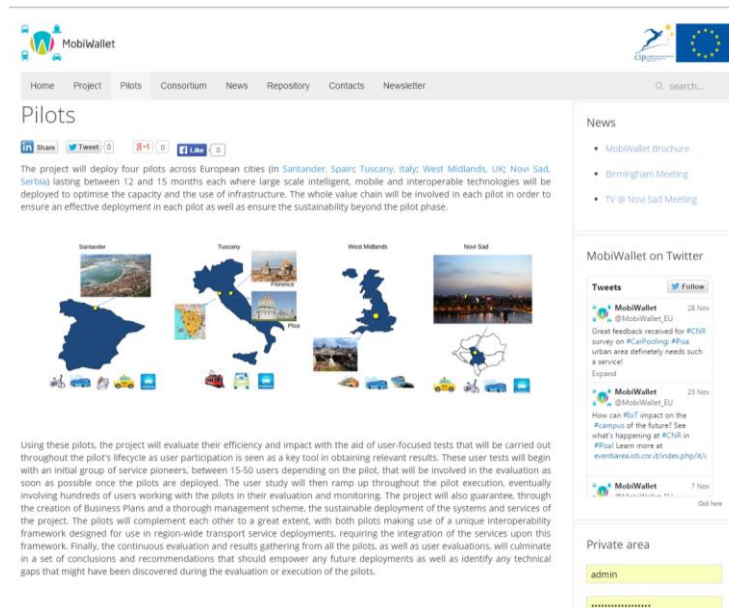 MobiWallet
cip
Home Project Pilots Consortium News Repository Contacts Newsletter
search...
Pilots
in Share Tweet 0 g+1 0 f Like 0
The project will deploy four pilots across European cities (in Santander, Spain; Tuscany, Italy; West Midlands, UK; Novi Sad,
Serbia) lasting between 12 and 15 months each where large scale intelligent, mobile and interoperable technologies will be
deployed to optimise the capacity and the use of infrastructure. The whole value chain will be involved in each pilot in order to
ensure an effective deployment in each pilot as well as ensure the sustainability beyond the pilot phase.
Santander Tuscany West Midlands Novi Sad
Florence
Pisa
Using these pilots, the project will evaluate their efficiency and impact with the aid of user-focused tests that will be carried out
throughout the pilot's lifecycle as user participation is seen as a key tool in obtaining relevant results. These user tests will begin
with an initial group of service pioneers, between 15-50 users depending on the pilot, that will be involved in the evaluation as
soon as possible once the pilots are deployed. The user study will then ramp up throughout the pilot execution, eventually
involving hundreds of users working with the pilots in their evaluation and monitoring. The project will also guarantee, through
the creation of Business Plans and a thorough management scheme, the sustainable deployment of the systems and services of
the project. The pilots will complement each other to a great extent, with both pilots making use of a unique interoperability
framework designed for use in region-wide transport service deployments, requiring the integration of the services upon this
framework. Finally, the continuous evaluation and results gathering from all the pilots, as well as user evaluations, will culminate
in a set of conclusions and recommendations that should empower any future deployments as well as identify any technical
gaps that might have been discovered during the evaluation or execution of the pilots.
News
MobiWallet Brochure
Birmingham Meeting
TV @ Novi Sad Meeting
MobiWallet on Twitter
Tweets Follow
MobiWallet 28 Nov
@MobiWallet_EU
Great feedback received for #CNR
survey on #CarPooling: #Pisa
urban area definetely needs such
a service!
Expand
MobiWallet 23 Nov
@MobiWallet_EU
How can #IoT impact on the
#campus of the future? See
what's happening at #CNR in
#Pisa! Learn more at
eventiarea.isti.cnr.it/index.php/it/
MobiWallet 7 Nov
@MobiWallet_EU
Click here
Private area
admin